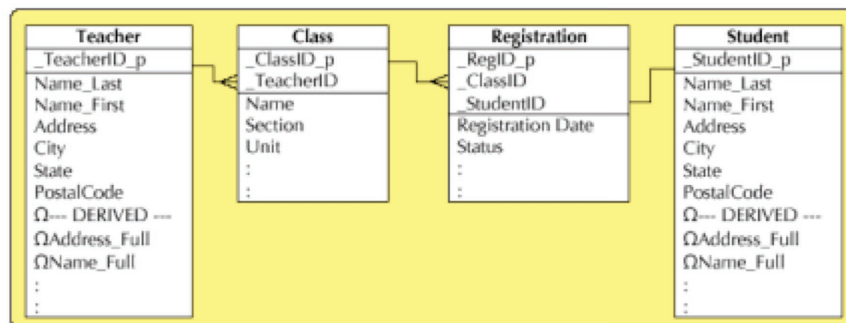 Teacher
_TeacherID_p
Name_Last
Name_First
Address
City
State
PostalCode
Ω--- DERIVED ---
ΩAddress_Full
ΩName_Full
:
:
Class
_ClassID_p
_TeacherID
Name
Section
Unit
:
:
Registration
_RegID_p
_ClassID
_StudentID
Registration Date
Status
:
:
Student
_StudentID_p
Name_Last
Name_First
Address
City
State
PostalCode
Ω--- DERIVED ---
ΩAddress_Full
ΩName_Full
:
: